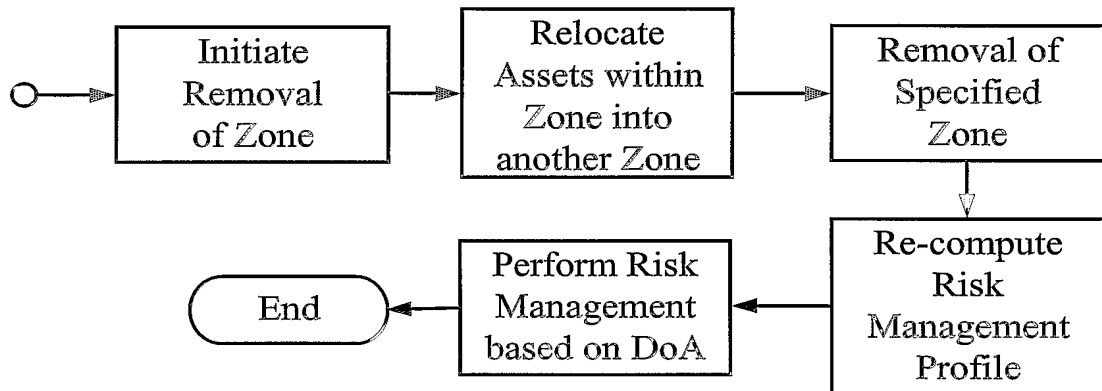 Initiate
Removal
of Zone
Relocate
Assets within
Zone into
another Zone
Removal of
Specified
Zone
Re-compute
Risk
Management
Profile
Perform Risk
Management
based on DoA
End